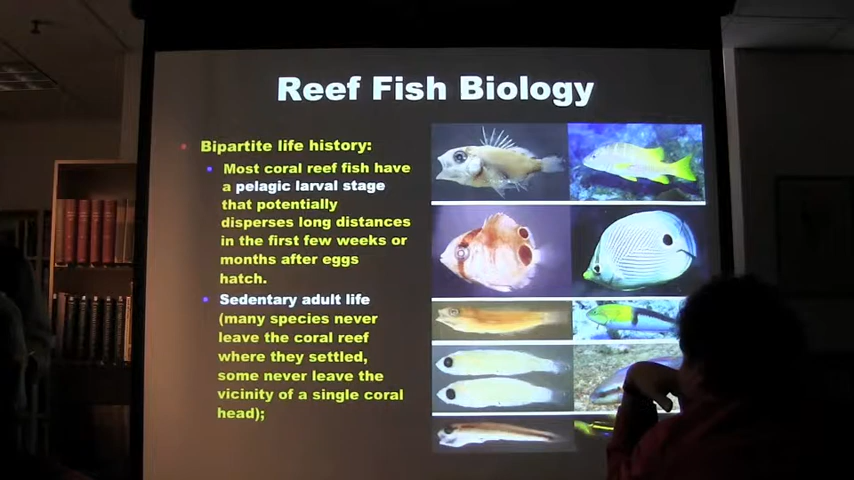 Reef Fish Biology
Bipartite life history:
Most coral reef fish have
a pelagic larval stage
that potentially
disperses long distances
in the first few weeks or
months after eggs
hatch.
Sedentary adult life
(many species never
leave the coral reef
where they settled,
some never leave the
vicinity of a single coral
head);